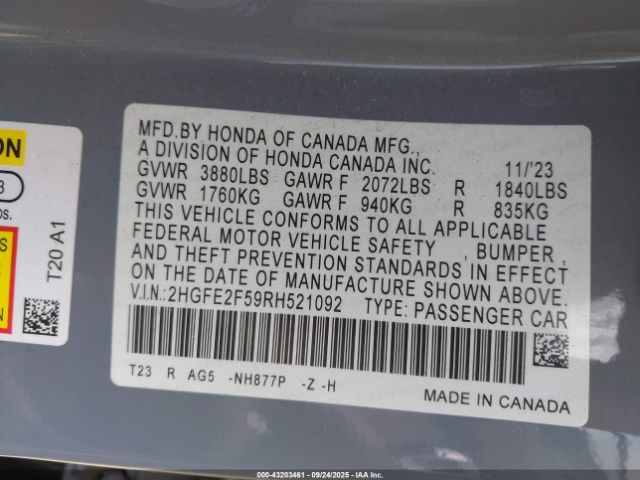 MFD.BY HONDA OF CANADA MFG.,
A DIVISION OF HONDA CANADA INC. 11/'23
GVWR 3880LBS GAWR F 2072LBS R 1840LBS
GVWR 1760KG GAWR F 940KG R 835KG
THIS VEHICLE CONFORMS TO ALL APPLICABLE
FEDERAL MOTOR VEHICLE SAFETY , BUMPER ,
AND THEFT PREVENTION STANDARDS IN EFFECT
ON THE DATE OF MANUFACTURE SHOWN ABOVE.
V.I.N.:2HGFE2F59RH521092 TYPE: PASSENGER CAR
T23 R AG5 -NH877P -Z -H
MADE IN CANADA
ON
3
os.
S
T20 A1
000-43203461 - 09/24/2025 - IAA Inc.